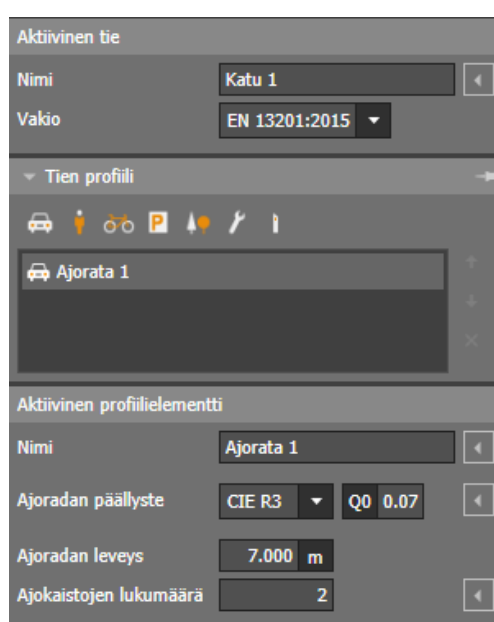 Aktiivinen tie
Nimi Katu 1
Vakio EN 13201:2015
Tien profiili
P
Ajorata 1
Aktiivinen profiilielementti
Nimi Ajorata 1
Ajoradan päällyste CIE R3 Q0 0.07
Ajoradan leveys 7.000 m
Ajokaistojen lukumäärä 2